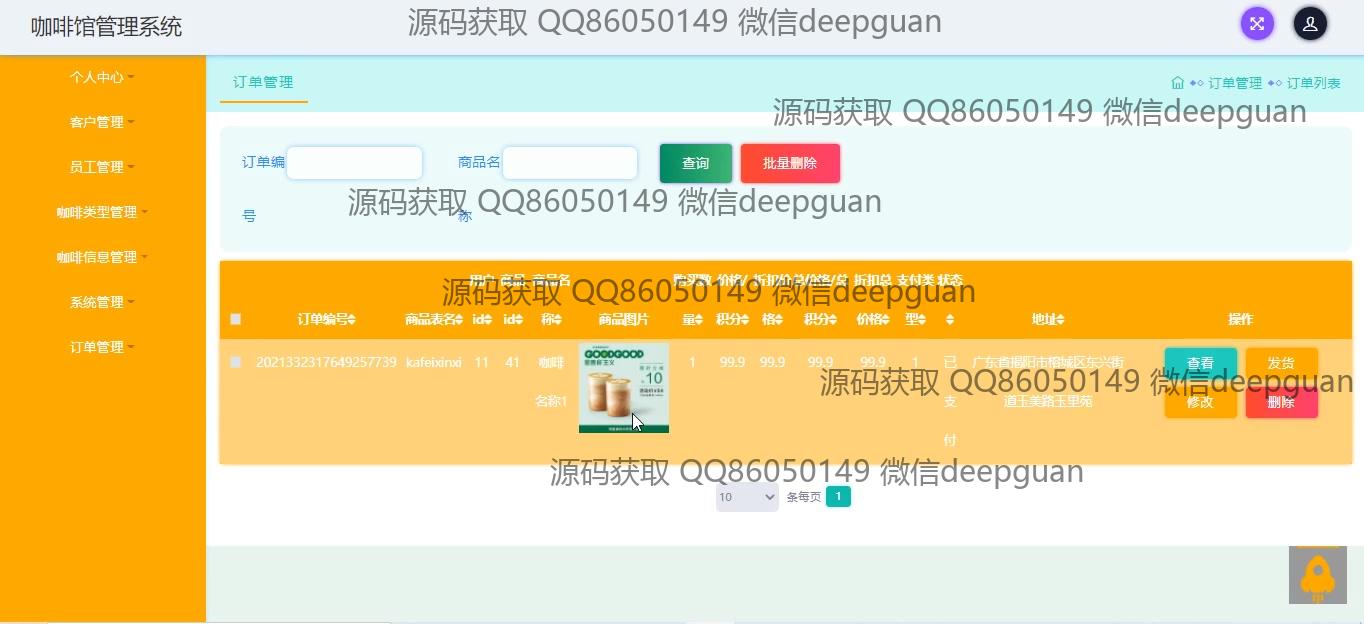 咖啡馆管理系统
源码获取 QQ86050149 微信deepguan
个人中心
客户管理
员工管理
咖啡类型管理
咖啡信息管理
系统管理
订单管理
订单管理
订单管理 订单列表
源码获取 QQ86050149 微信deepguan
订单编号
商品名称
查询
批量删除
源码获取 QQ86050149 微信deepguan
订单编号 商品表名 用户id 商品id 商品名称 商品图片 购买数量 价格/积分 折扣价格 总价格/总积分 折扣总价格 支付类型 状态 地址 操作
源码获取 QQ86050149 微信deepguan
2021332317649257739 kafeixinxi 11 41 咖啡名称1 1 99.9 99.9 99.9 99.9 1 已支付 广东省揭阳市榕城区东兴街道玉美路玉里苑
GOODGOOD
10
查看
发货
修改
删除
源码获取 QQ86050149 微信deepguan
源码获取 QQ86050149 微信deepguan
10 条每页 1